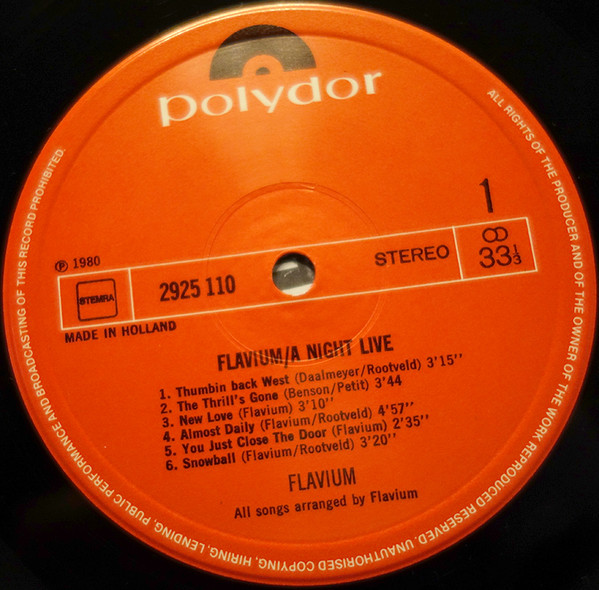 polydor
1
℗ 1980
STEMRA
2925 110
STEREO
33⅓
MADE IN HOLLAND
FLAVIUM/A NIGHT LIVE
1. Thumbin back West (Daalmeyer/Rootveld) 3'15''
2. The Thrill's Gone (Benson/Petit) 3'44
3. New Love (Flavium) 3'10''
4. Almost Daily (Flavium/Rootveld) 4'57''
5. You Just Close The Door (Flavium) 2'35''
6. Snowball (Flavium/Rootveld) 3'20''
FLAVIUM
All songs arranged by Flavium
ALL RIGHTS OF THE PRODUCER AND OF THE OWNER OF THE WORK REPRODUCED RESERVED. UNAUTHORISED COPYING, HIRING, LENDING, PUBLIC PERFORMANCE AND BROADCASTING OF THIS RECORD PROHIBITED.